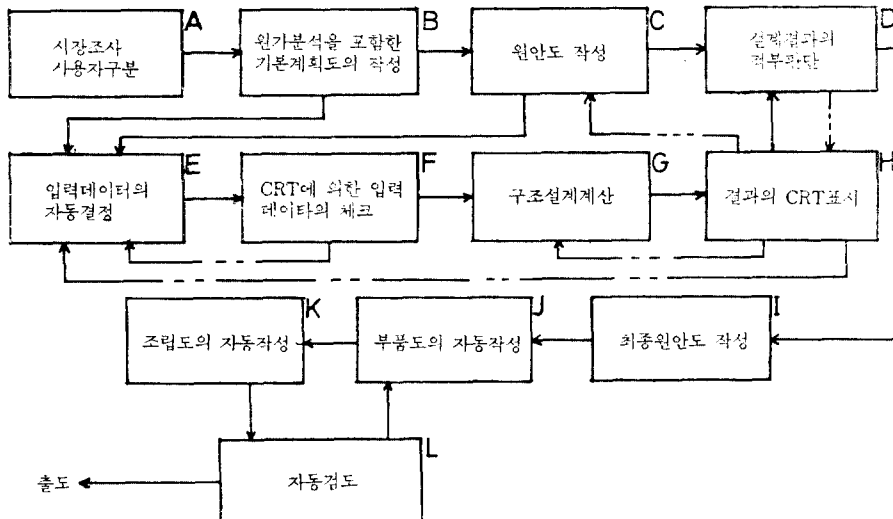 A
시장조사
사용자구분
B
원가분석을 포함한
기본계획도의 작성
C
원안도 작성
D
설계결과의
적부판단
E
입력데이터의
자동결정
F
CRT에 의한 입력
데이타의 체크
G
구조설계계산
H
결과의 CRT표시
K
조립도의 자동작성
J
부품도의 자동작성
I
최종원안도 작성
L
자동검도
출도